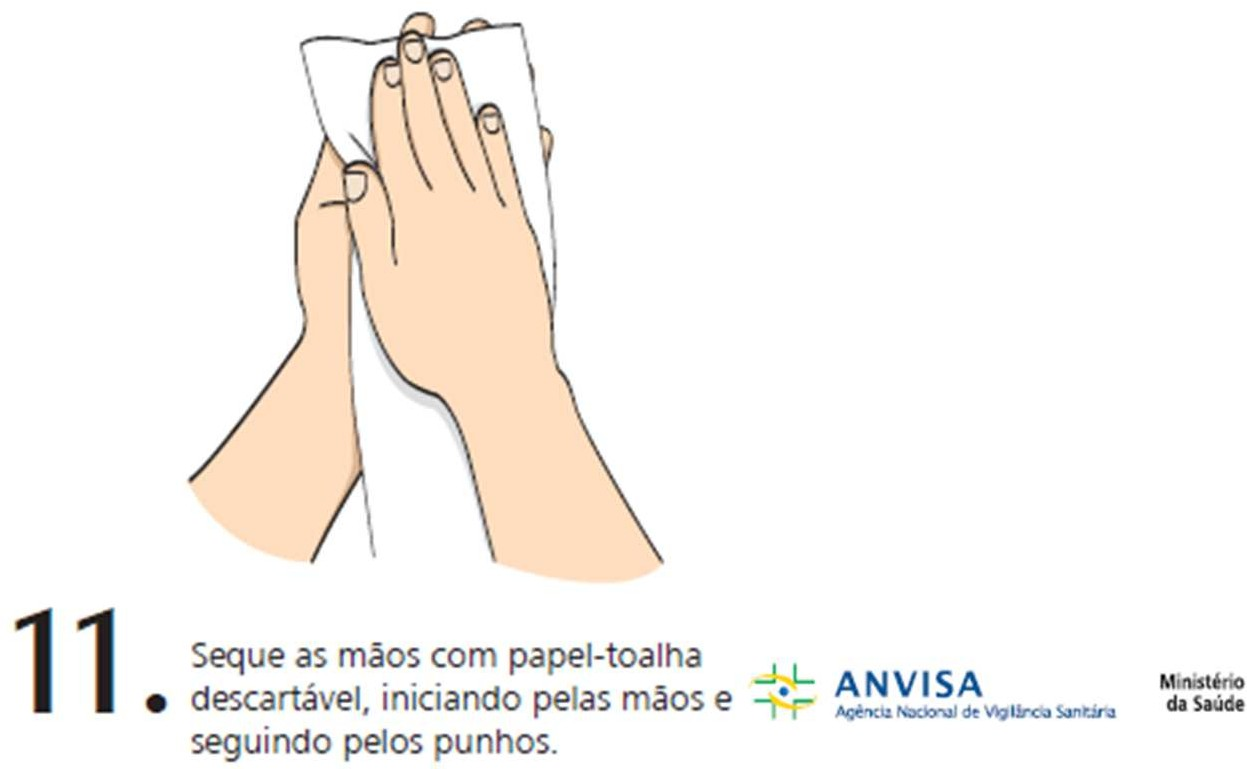 11.
Seque as mãos com papel-toalha
descartável, iniciando pelas mãos e
seguindo pelos punhos.
ANVISA
Agência Nacional de Vigilância Sanitária
Ministério
da Saúde